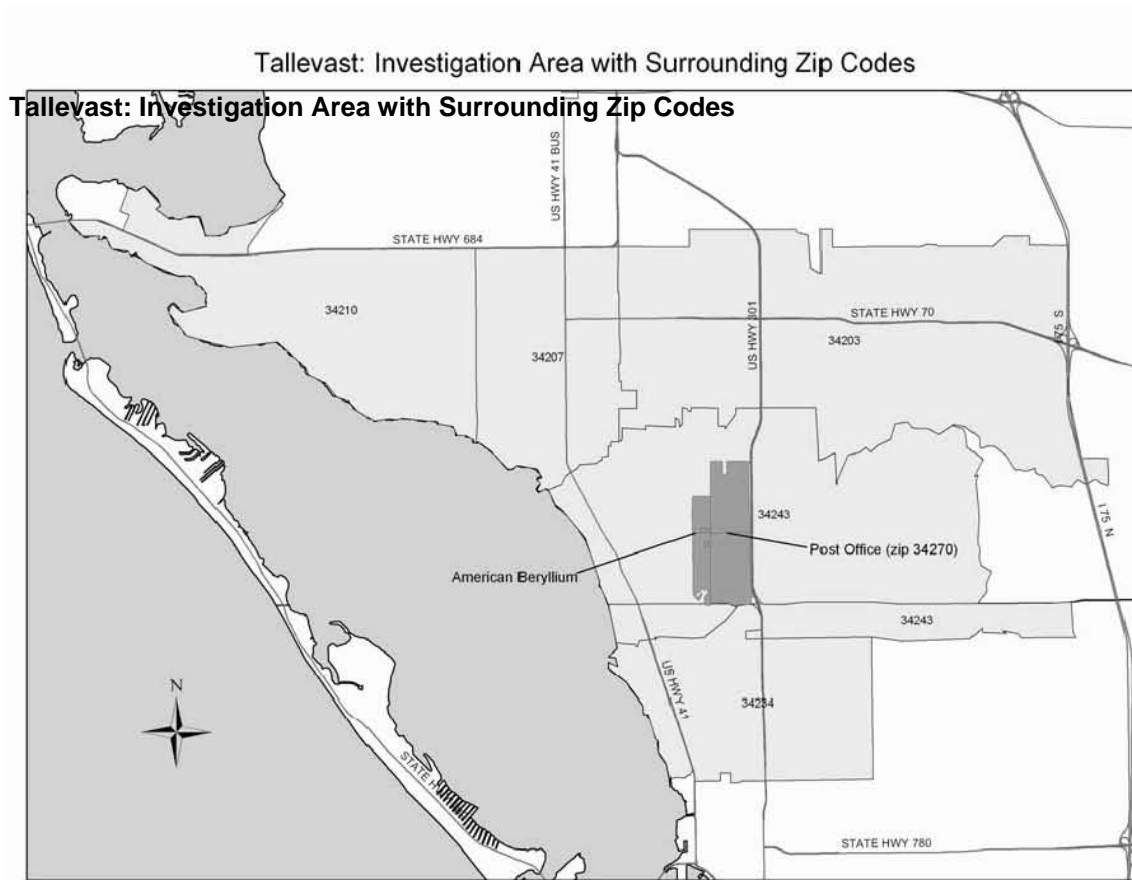 Tallevast: Investigation Area with Surrounding Zip Codes
Tallevast: Investigation Area with Surrounding Zip Codes
US HWY 41 BUS
STATE HWY 684
34210
US HWY 301
STATE HWY 70
I 75 S
34207
34203
34243
Post Office (zip 34270)
American Beryllium
I 75 N
34243
US HWY 41
34234
N
STATE H
STATE HWY 780